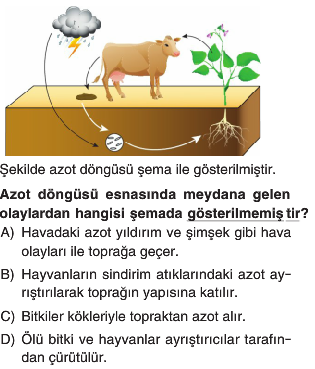 Şekilde azot döngüsü şema ile gösterilmiştir.
Azot döngüsü esnasında meydana gelen
olaylardan hangisi şemada gösterilmemiştir?
A) Havadaki azot yıldırım ve şimşek gibi hava
olayları ile toprağa geçer.
B) Hayvanların sindirim atıklarındaki azot ay-
rıştırılarak toprağın yapısına katılır.
C) Bitkiler kökleriyle topraktan azot alır.
D) Ölü bitki ve hayvanlar ayrıştırıcılar tarafın-
dan çürütülür.